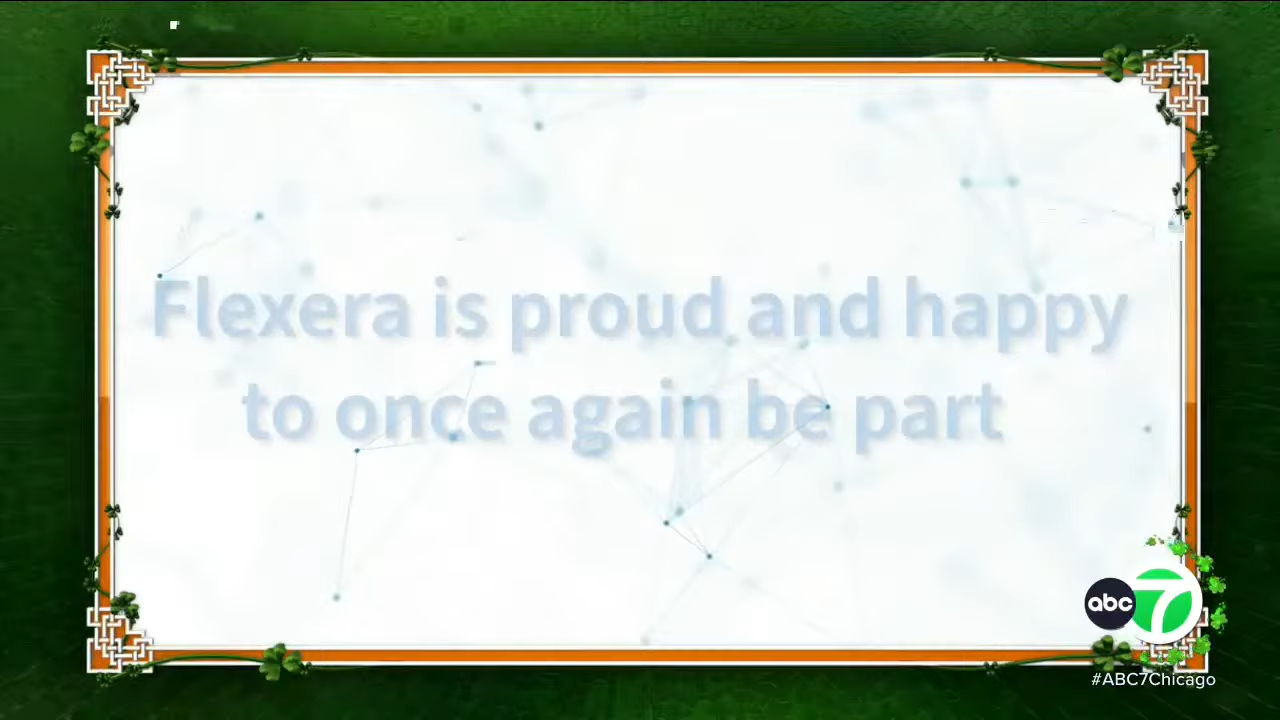 Flexera is proud and happy
to once again be part
abc 7
#ABC7Chicago